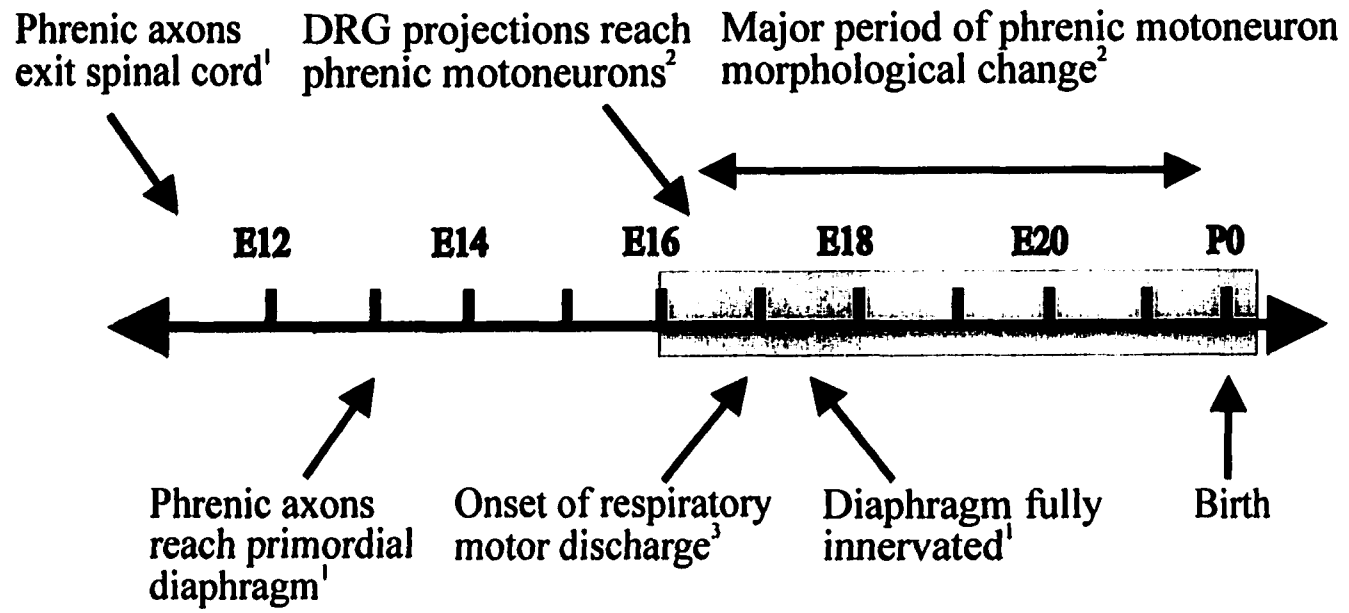 Phrenic axons
exit spinal cord¹
DRG projections reach
phrenic motoneurons²
Major period of phrenic motoneuron
morphological change²
E12 E14 E16 E18 E20 P0
Phrenic axons
reach primordial
diaphragm¹
Onset of respiratory
motor discharge³
Diaphragm fully
innervated¹
Birth